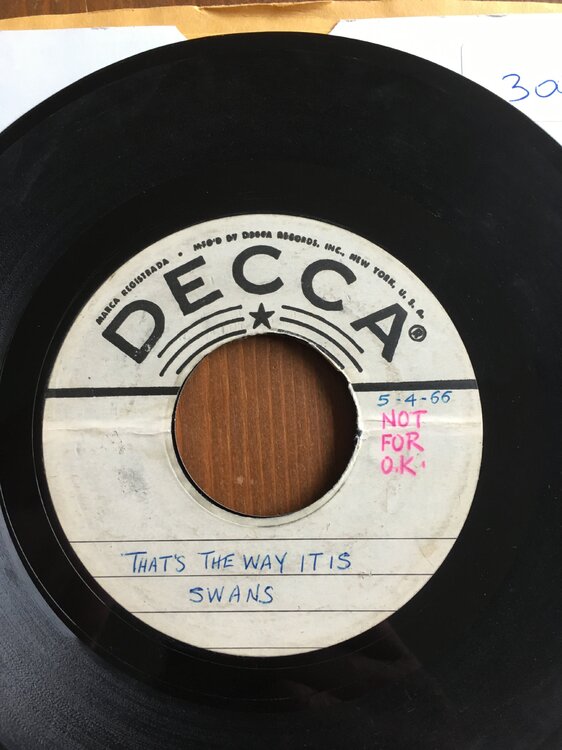 30
MARCA REGISTRADA • MFG'D BY DECCA RECORDS, INC., NEW YORK, U. S. A.
DECCA®
5-4-66
NOT
FOR
O.K.
THAT'S THE WAY IT IS
SWANS